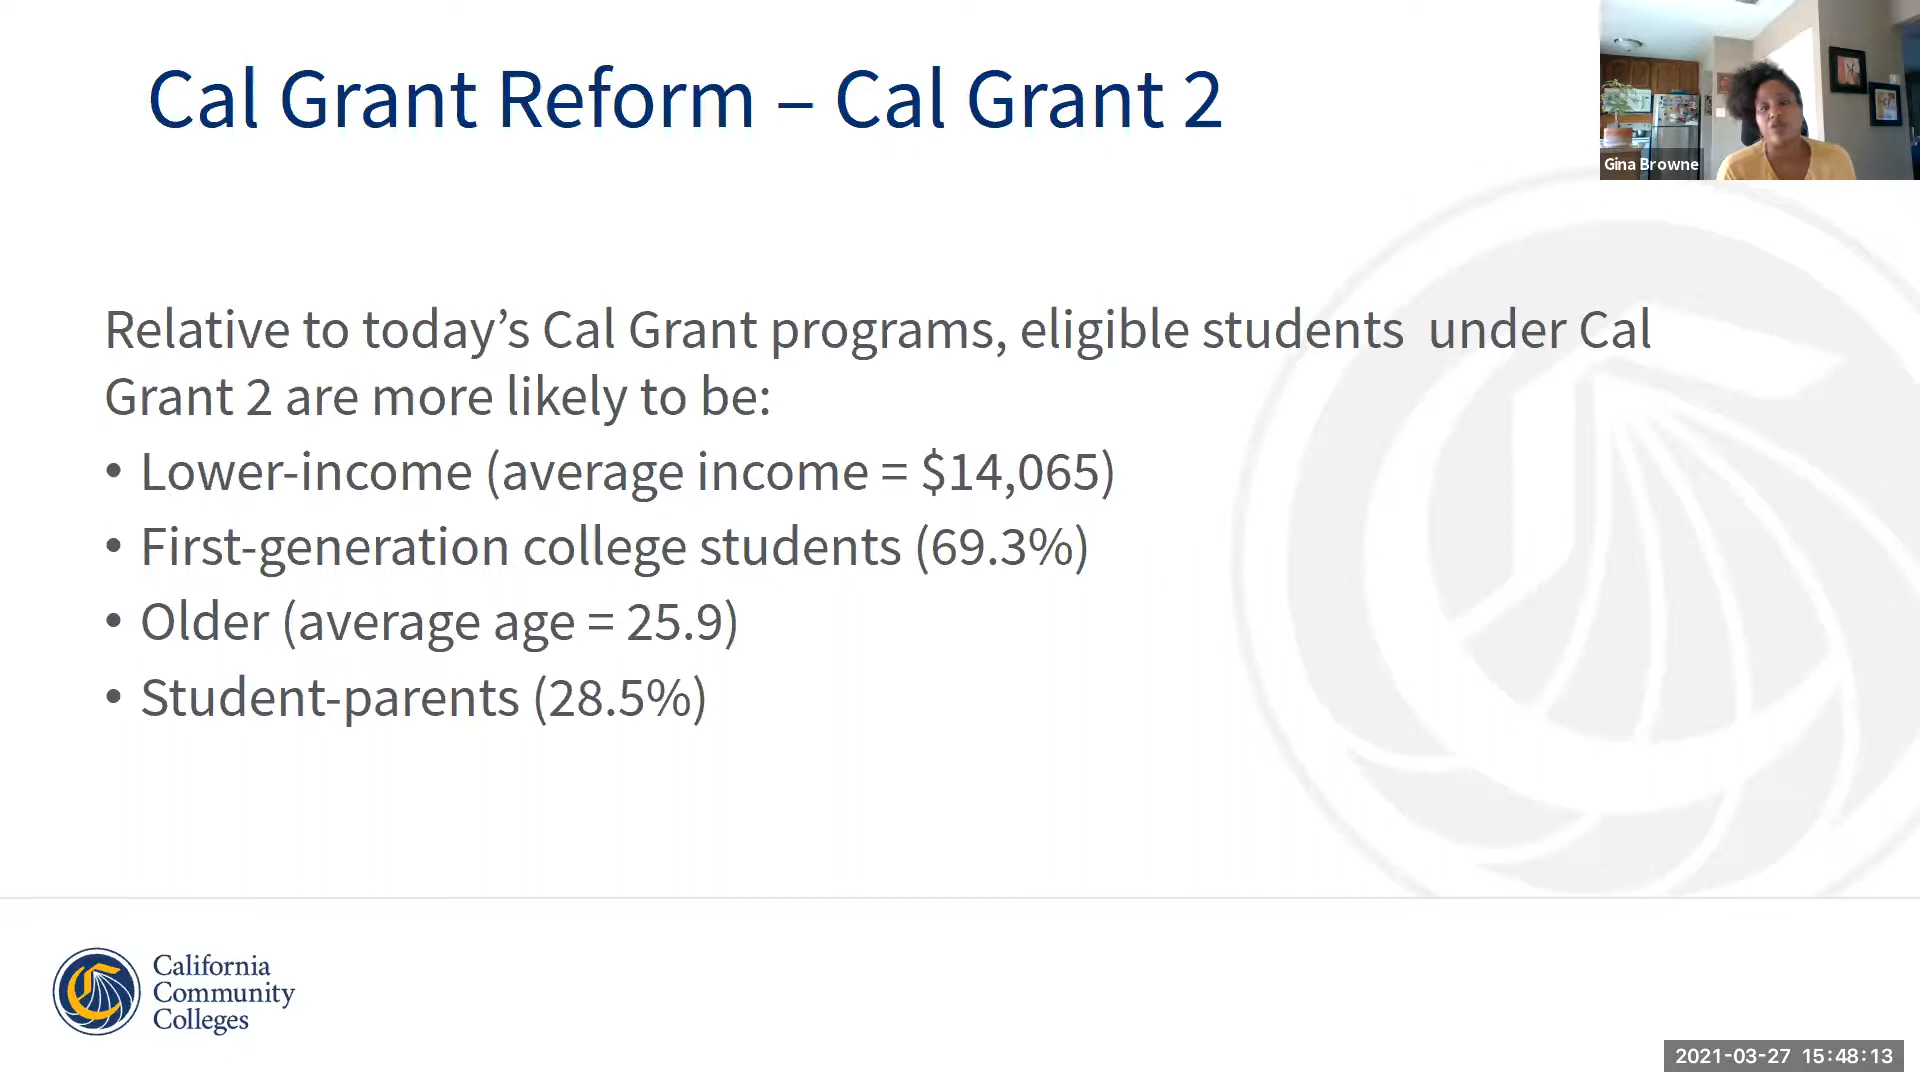 Cal Grant Reform – Cal Grant 2
Gina Browne
Relative to today’s Cal Grant programs, eligible students  under Cal
Grant 2 are more likely to be:
• Lower-income (average income = $14,065)
• First-generation college students (69.3%)
• Older (average age = 25.9)
• Student-parents (28.5%)
California
Community
Colleges
2021-03-27 15:48:13